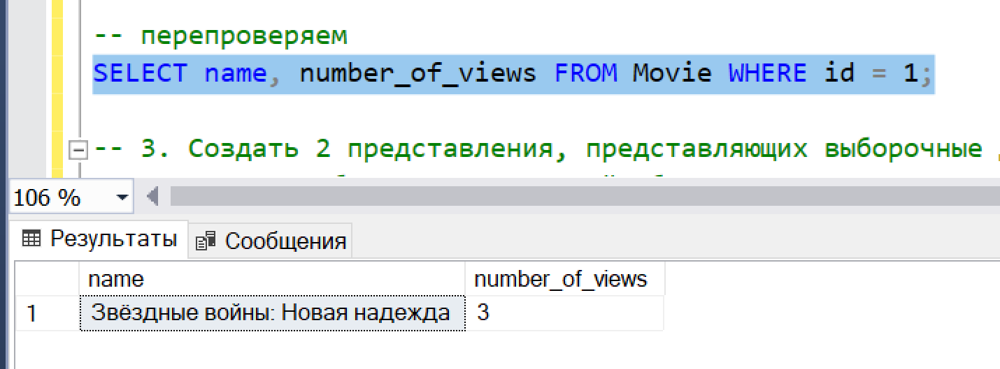 -- перепроверяем
SELECT name, number_of_views FROM Movie WHERE id = 1;
-- 3. Создать 2 представления, представляющих выборочные
106 %
Результаты Сообщения
name number_of_views
1 Звёздные войны: Новая надежда 3